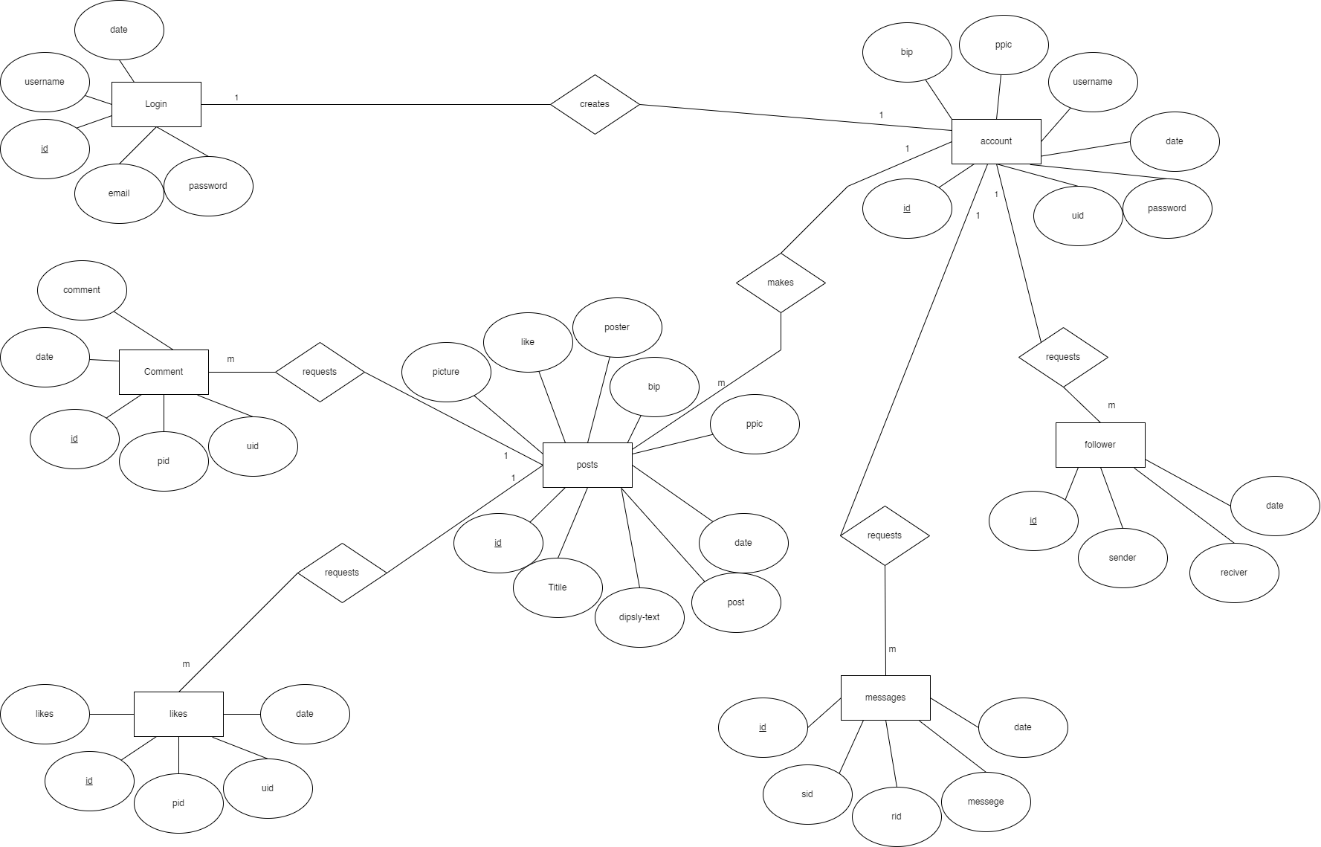 date
username
Login
id
email
password
1
creates
1
bip
ppic
username
account
date
1
id
1
1
uid
password
makes
comment
date
Comment
m
requests
id
pid
uid
picture
like
poster
bip
m
ppic
1
posts
1
id
Titile
dipsly-text
post
date
requests
m
follower
id
sender
reciver
date
requests
m
requests
m
likes
likes
date
id
pid
uid
messages
id
sid
rid
messege
date